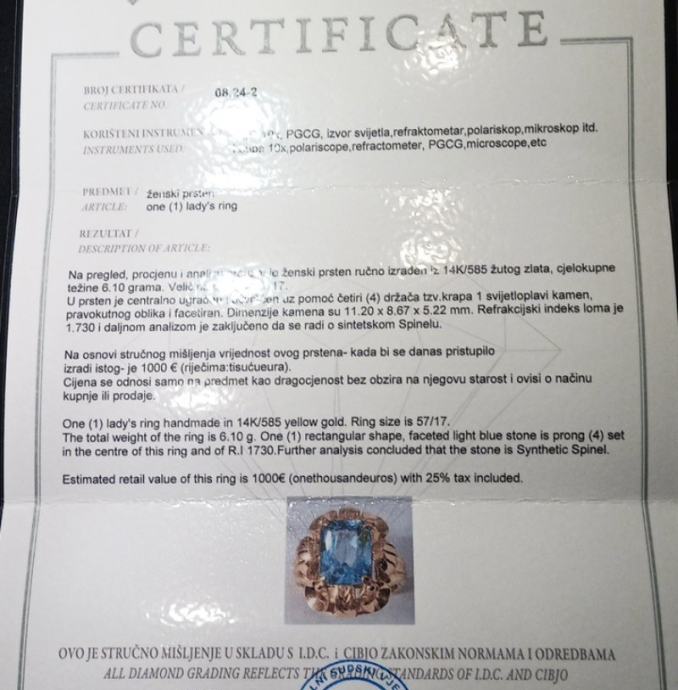 CERTIFICATE
BROJ CERTIFIKATA / 08.24-2
CERTIFICATE NO.
KORIŠTENI INSTRUMEN 10x, PGCG, izvor svijetla,refraktometar,polariskop,mikroskop itd.
INSTRUMENTS USED: 10x,polariscope,refractometer, PGCG,microscope,etc
PREDMET / ženski prsten
ARTICLE: one (1) lady's ring
REZULTAT /
DESCRIPTION OF ARTICLE:
Na pregled, procjenu i ženski prsten ručno izrađen iz 14K/585 žutog zlata, cjelokupne
težine 6.10 grama. 17.
U prsten je centralno uz pomoć četiri (4) držača tzv.krapa 1 svijetloplavi kamen,
pravokutnog oblika i facetiran. Dimenzije kamena su 11.20 x 8.67 x 5.22 mm. Refrakcijski indeks loma je
1.730 i daljnom analizom je zaključeno da se radi o sintetskom Spinelu.
Na osnovi stručnog mišljenja vrijednost ovog prstena- kada bi se danas pristupilo
izradi istog- je 1000 € (riječima:tisućueura).
Cijena se odnosi samo na predmet kao dragocjenost bez obzira na njegovu starost i ovisi o načinu
kupnje ili prodaje.
One (1) lady's ring handmade in 14K/585 yellow gold. Ring size is 57/17.
The total weight of the ring is 6.10 g. One (1) rectangular shape, faceted light blue stone is prong (4) set
in the centre of this ring and of R.I 1730.Further analysis concluded that the stone is Synthetic Spinel.
Estimated retail value of this ring is 1000€ (onethousandeuros) with 25% tax included.
OVO JE STRUČNO MIŠLJENJE U SKLADU S I.D.C. i CIBJO ZAKONSKIM NORMAMA I ODREDBAMA
ALL DIAMOND GRADING REFLECTS THE STANDARDS OF I.D.C. AND CIBJO
SUDSKI